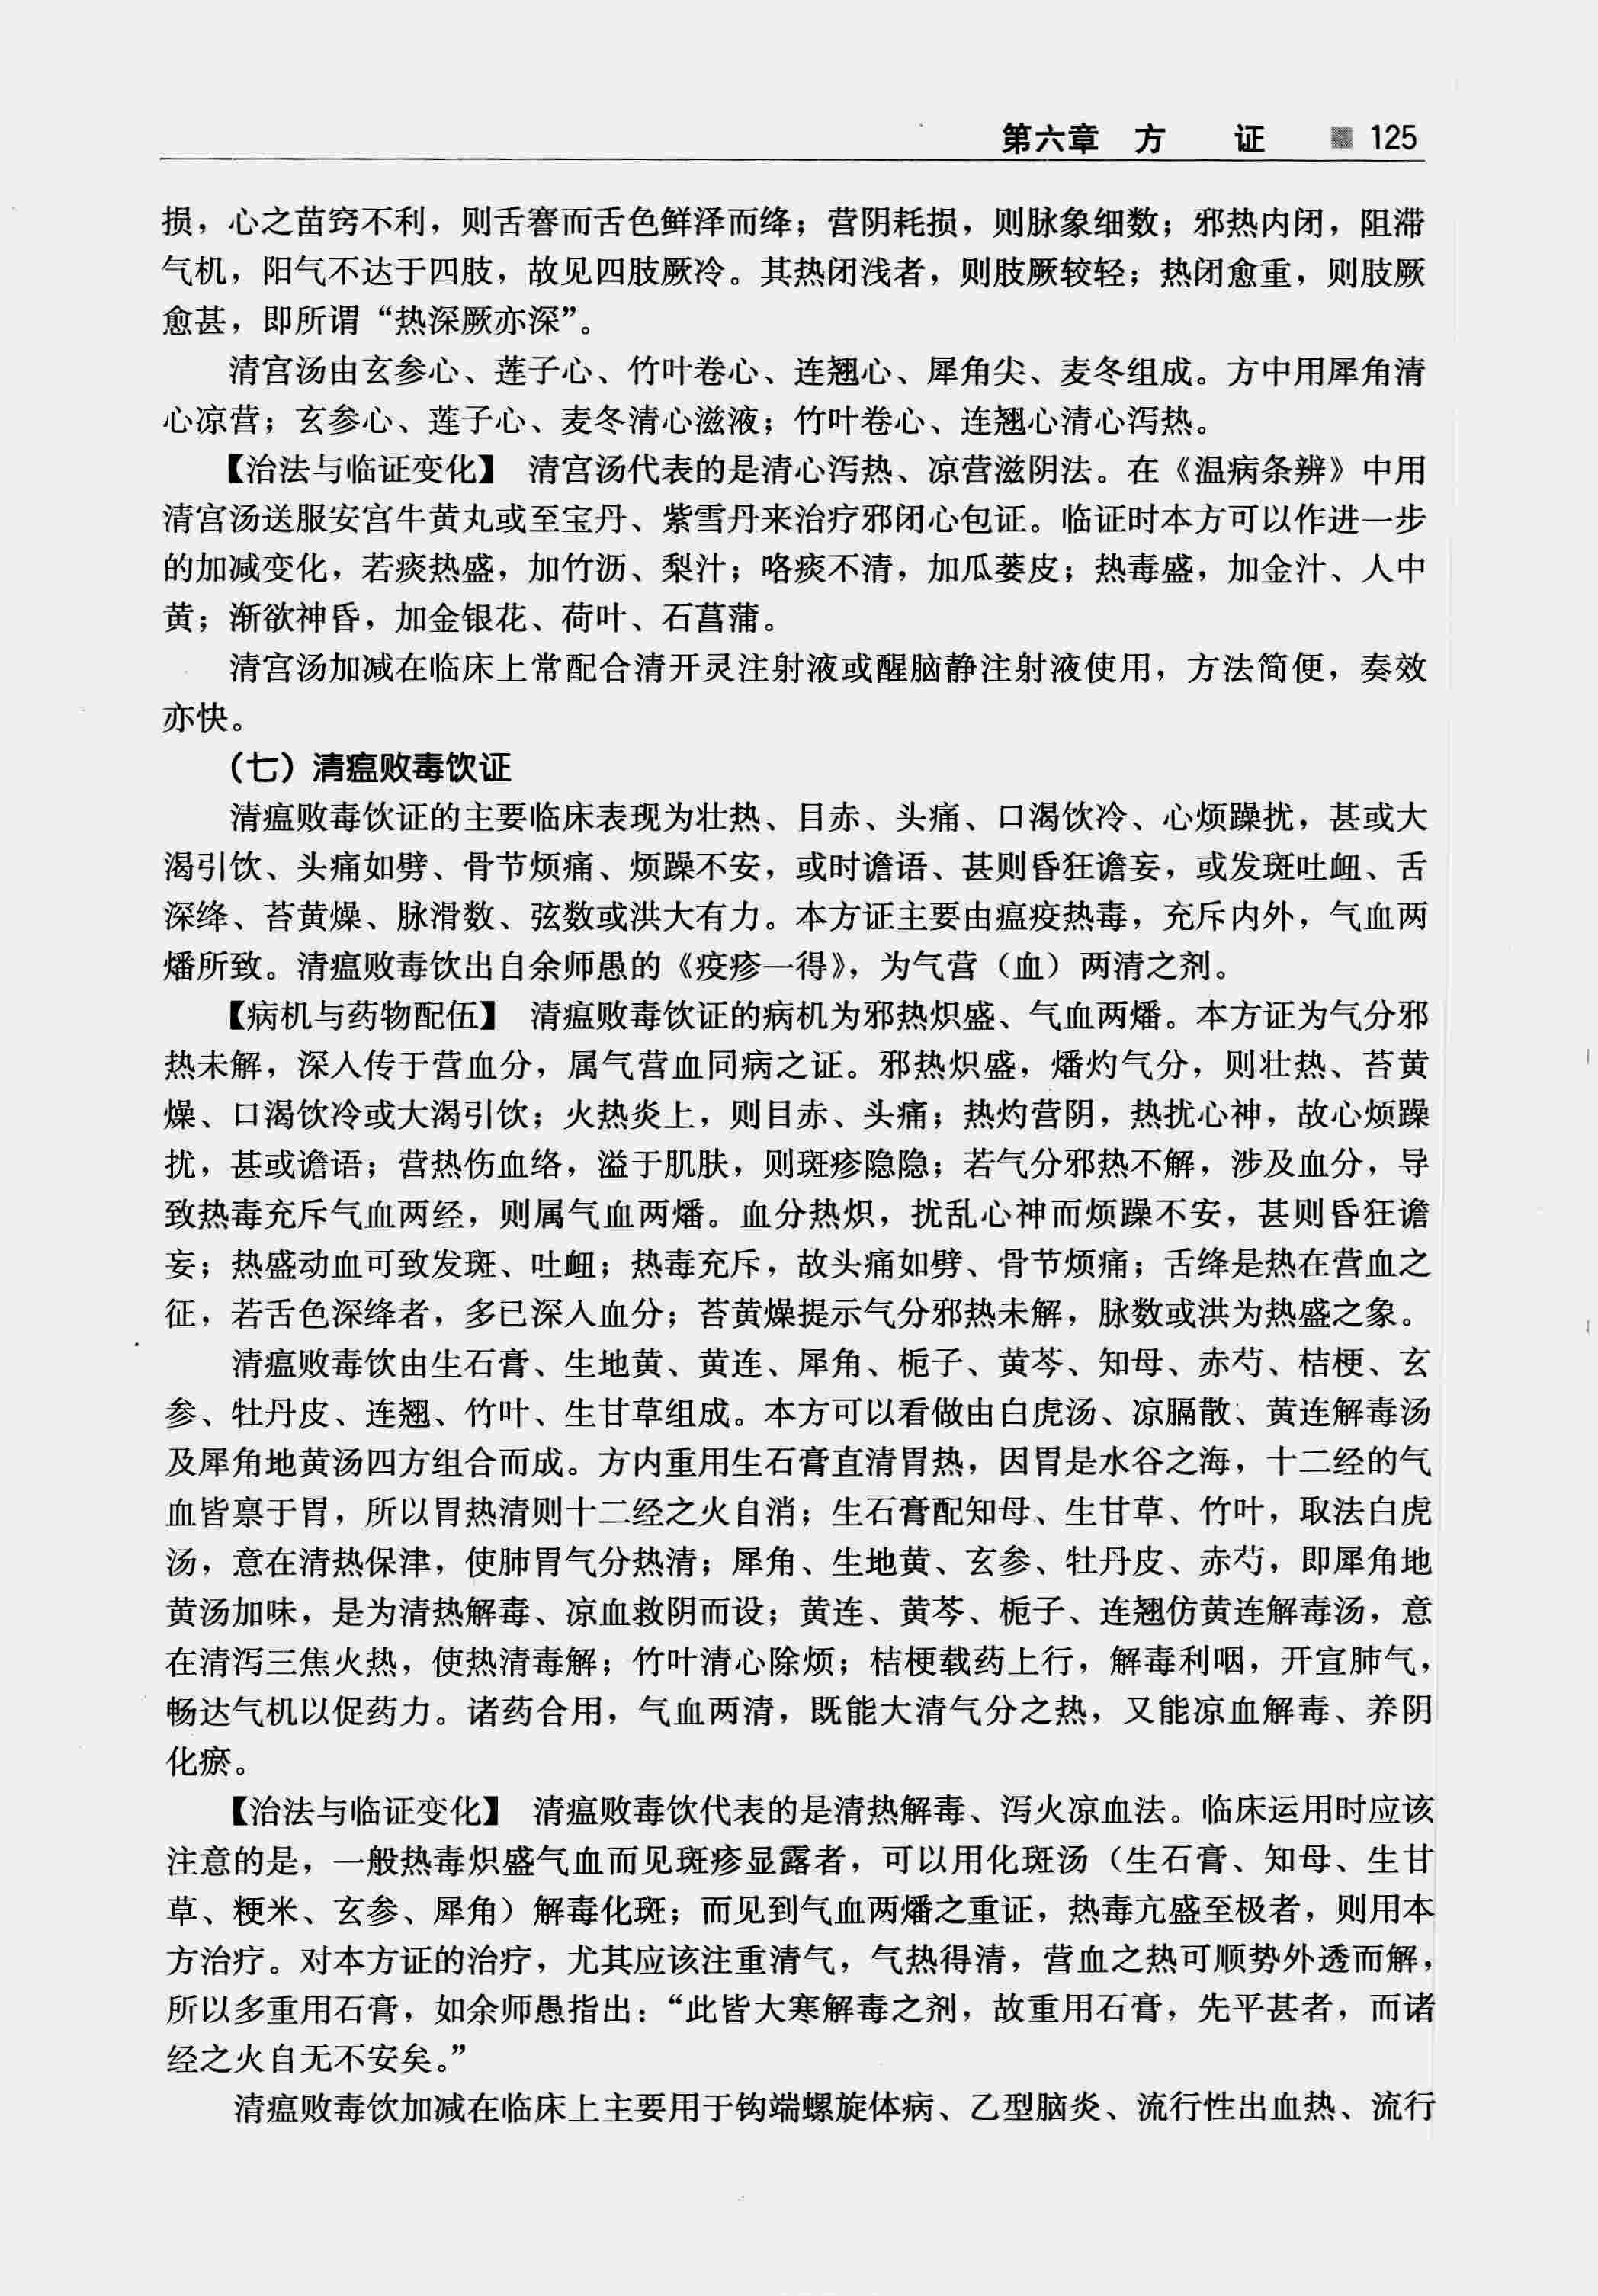 第六章 方 证 125
损，心之苗窍不利，则舌謇而舌色鲜泽而绛；营阴耗损，则脉象细数；邪热内闭，阻滞
气机，阳气不达于四肢，故见四肢厥冷。其热闭浅者，则肢厥较轻；热闭愈重，则肢厥
愈甚，即所谓“热深厥亦深”。
清宫汤由玄参心、莲子心、竹叶卷心、连翘心、犀角尖、麦冬组成。方中用犀角清
心凉营；玄参心、莲子心、麦冬清心滋液；竹叶卷心、连翘心清心泻热。
【治法与临证变化】 清宫汤代表的是清心泻热、凉营滋阴法。在《温病条辨》中用
清宫汤送服安宫牛黄丸或至宝丹、紫雪丹来治疗邪闭心包证。临证时本方可以作进一步
的加减变化，若痰热盛，加竹沥、梨汁；咯痰不清，加瓜蒌皮；热毒盛，加金汁、人中
黄；渐欲神昏，加金银花、荷叶、石菖蒲。
清宫汤加减在临床上常配合清开灵注射液或醒脑静注射液使用，方法简便，奏效
亦快。
（七）清瘟败毒饮证
清瘟败毒饮证的主要临床表现为壮热、目赤、头痛、口渴饮冷、心烦躁扰，甚或大
渴引饮、头痛如劈、骨节烦痛、烦躁不安，或时谵语、甚则昏狂谵妄，或发斑吐衄、舌
深绛、苔黄燥、脉滑数、弦数或洪大有力。本方证主要由瘟疫热毒，充斥内外，气血两
燔所致。清瘟败毒饮出自余师愚的《疫疹一得》，为气营（血）两清之剂。
【病机与药物配伍】 清瘟败毒饮证的病机为邪热炽盛、气血两燔。本方证为气分邪
热未解，深入传于营血分，属气营血同病之证。邪热炽盛，燔灼气分，则壮热、苔黄
燥、口渴饮冷或大渴引饮；火热炎上，则目赤、头痛；热灼营阴，热扰心神，故心烦躁
扰，甚或谵语；营热伤血络，溢于肌肤，则斑疹隐隐；若气分邪热不解，涉及血分，导
致热毒充斥气血两经，则属气血两燔。血分热炽，扰乱心神而烦躁不安，甚则昏狂谵
妄；热盛动血可致发斑、吐衄；热毒充斥，故头痛如劈、骨节烦痛；舌绛是热在营血之
征，若舌色深绛者，多已深入血分；苔黄燥提示气分邪热未解，脉数或洪为热盛之象。
清瘟败毒饮由生石膏、生地黄、黄连、犀角、栀子、黄芩、知母、赤芍、桔梗、玄
参、牡丹皮、连翘、竹叶、生甘草组成。本方可以看做由白虎汤、凉膈散、黄连解毒汤
及犀角地黄汤四方组合而成。方内重用生石膏直清胃热，因胃是水谷之海，十二经的气
血皆禀于胃，所以胃热清则十二经之火自消；生石膏配知母、生甘草、竹叶，取法白虎
汤，意在清热保津，使肺胃气分热清；犀角、生地黄、玄参、牡丹皮、赤芍，即犀角地
黄汤加味，是为清热解毒、凉血救阴而设；黄连、黄芩、栀子、连翘仿黄连解毒汤，意
在清泻三焦火热，使热清毒解；竹叶清心除烦；桔梗载药上行，解毒利咽，开宣肺气，
畅达气机以促药力。诸药合用，气血两清，既能大清气分之热，又能凉血解毒、养阴
化瘀。
【治法与临证变化】 清瘟败毒饮代表的是清热解毒、泻火凉血法。临床运用时应该
注意的是，一般热毒炽盛气血而见斑疹显露者，可以用化斑汤（生石膏、知母、生甘
草、粳米、玄参、犀角）解毒化斑；而见到气血两燔之重证，热毒亢盛至极者，则用本
方治疗。对本方证的治疗，尤其应该注重清气，气热得清，营血之热可顺势外透而解，
所以多重用石膏，如余师愚指出：“此皆大寒解毒之剂，故重用石膏，先平甚者，而诸
经之火自无不安矣。”
清瘟败毒饮加减在临床上主要用于钩端螺旋体病、乙型脑炎、流行性出血热、流行